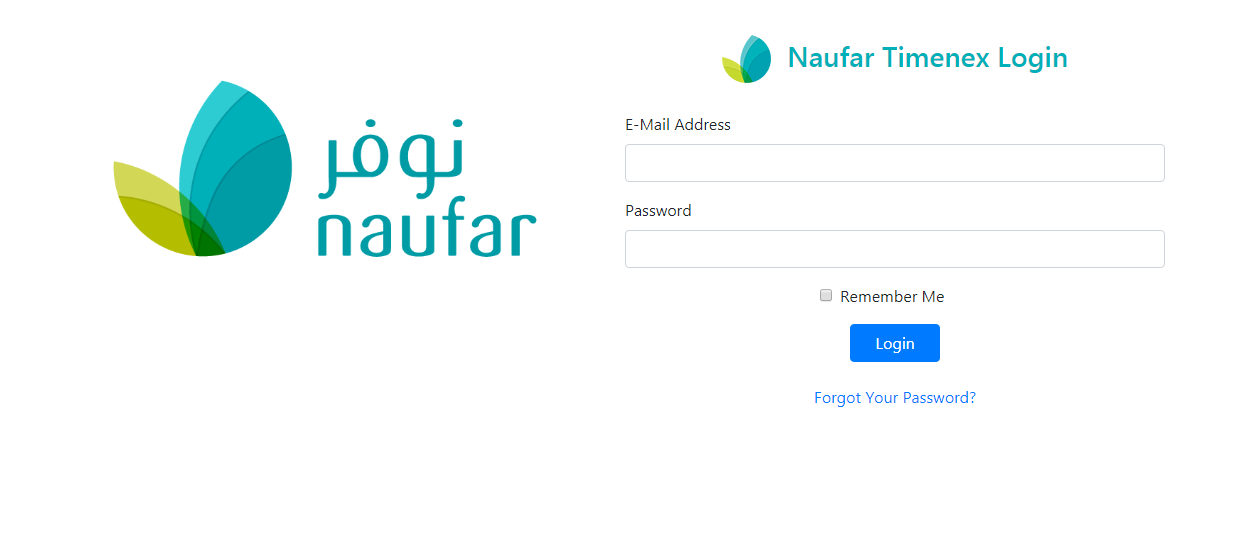 نوفر
naufar
Naufar Timenex Login
E-Mail Address
Password
Remember Me
Login
Forgot Your Password?